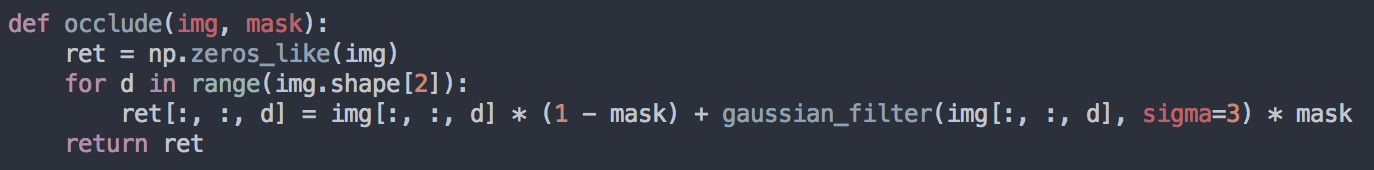 def occlude(img, mask):
    ret = np.zeros_like(img)
    for d in range(img.shape[2]):
        ret[:, :, d] = img[:, :, d] * (1 - mask) + gaussian_filter(img[:, :, d], sigma=3) * mask
    return ret